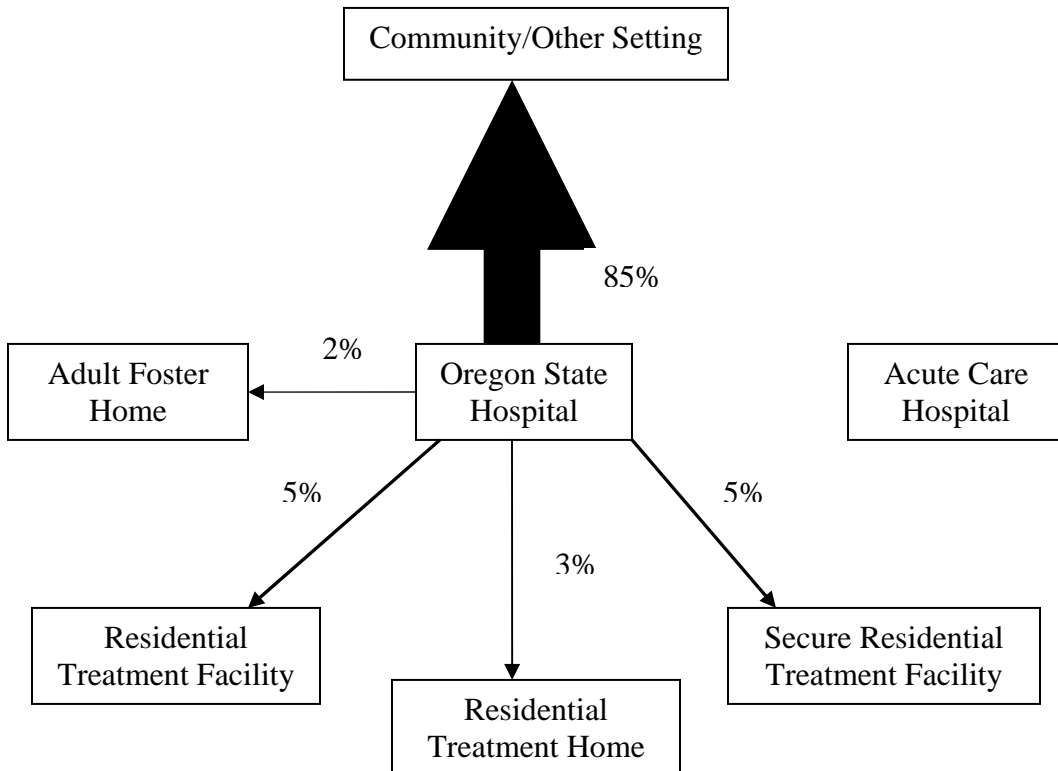 Community/Other Setting
85%
2%
Adult Foster
Home
Oregon State
Hospital
Acute Care
Hospital
5%
5%
3%
Residential
Treatment Facility
Secure Residential
Treatment Facility
Residential
Treatment Home